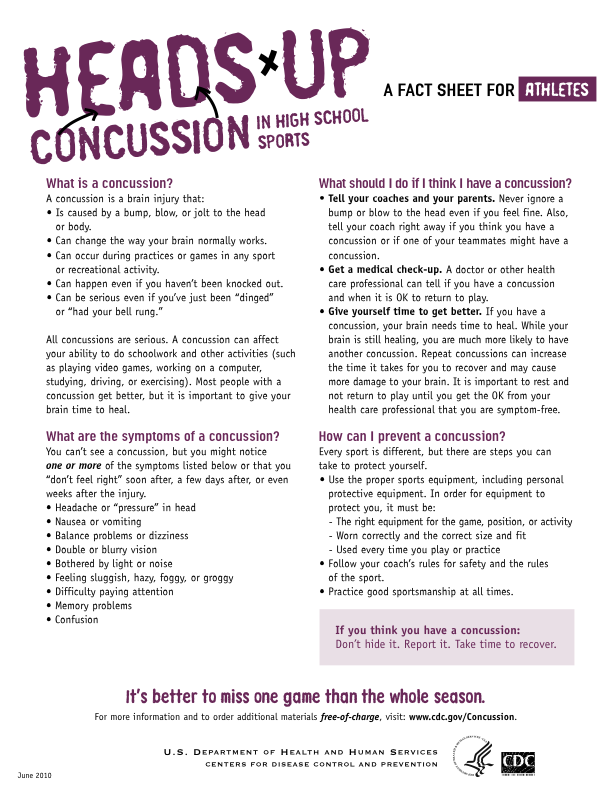 HEADS UP
CONCUSSION IN HIGH SCHOOL
SPORTS
A FACT SHEET FOR ATHLETES
What is a concussion?
A concussion is a brain injury that:
• Is caused by a bump, blow, or jolt to the head
or body.
• Can change the way your brain normally works.
• Can occur during practices or games in any sport
or recreational activity.
• Can happen even if you haven’t been knocked out.
• Can be serious even if you’ve just been “dinged”
or “had your bell rung.”
All concussions are serious. A concussion can affect
your ability to do schoolwork and other activities (such
as playing video games, working on a computer,
studying, driving, or exercising). Most people with a
concussion get better, but it is important to give your
brain time to heal.
What are the symptoms of a concussion?
You can’t see a concussion, but you might notice
one or more of the symptoms listed below or that you
“don’t feel right” soon after, a few days after, or even
weeks after the injury.
• Headache or “pressure” in head
• Nausea or vomiting
• Balance problems or dizziness
• Double or blurry vision
• Bothered by light or noise
• Feeling sluggish, hazy, foggy, or groggy
• Difficulty paying attention
• Memory problems
• Confusion
What should I do if I think I have a concussion?
• Tell your coaches and your parents. Never ignore a
bump or blow to the head even if you feel fine. Also,
tell your coach right away if you think you have a
concussion or if one of your teammates might have a
concussion.
• Get a medical check-up. A doctor or other health
care professional can tell if you have a concussion
and when it is OK to return to play.
• Give yourself time to get better. If you have a
concussion, your brain needs time to heal. While your
brain is still healing, you are much more likely to have
another concussion. Repeat concussions can increase
the time it takes for you to recover and may cause
more damage to your brain. It is important to rest and
not return to play until you get the OK from your
health care professional that you are symptom-free.
How can I prevent a concussion?
Every sport is different, but there are steps you can
take to protect yourself.
• Use the proper sports equipment, including personal
protective equipment. In order for equipment to
protect you, it must be:
- The right equipment for the game, position, or activity
- Worn correctly and the correct size and fit
- Used every time you play or practice
• Follow your coach’s rules for safety and the rules
of the sport.
• Practice good sportsmanship at all times.
If you think you have a concussion:
Don’t hide it. Report it. Take time to recover.
It’s better to miss one game than the whole season.
For more information and to order additional materials free-of-charge, visit: www.cdc.gov/Concussion.
U.S. DEPARTMENT OF HEALTH AND HUMAN SERVICES
CENTERS FOR DISEASE CONTROL AND PREVENTION
CDC
June 2010